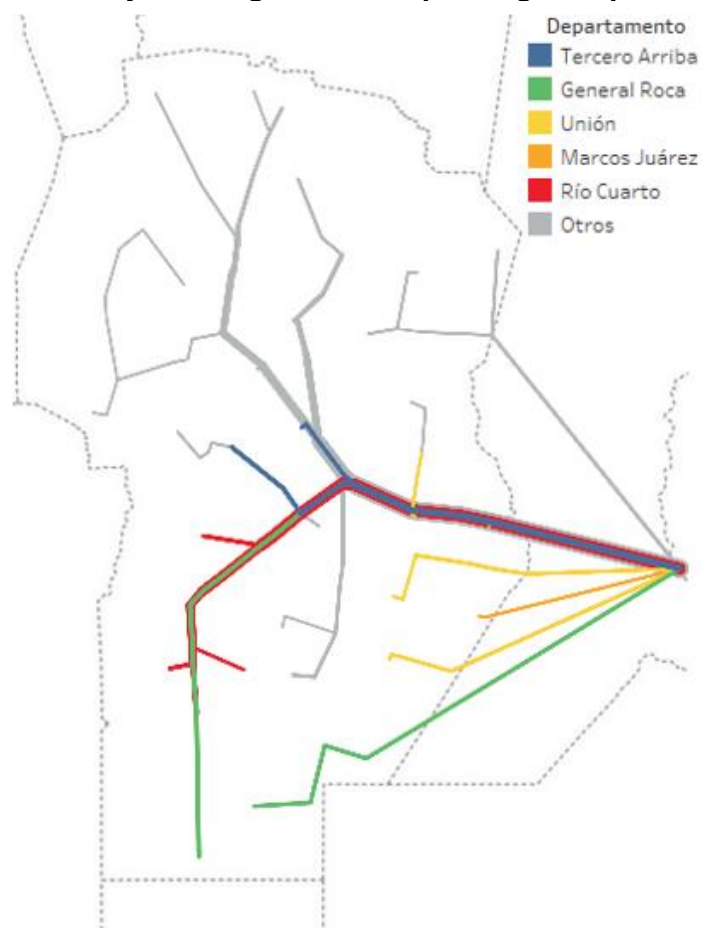 Departamento
Tercero Arriba
General Roca
Unión
Marcos Juárez
Río Cuarto
Otros